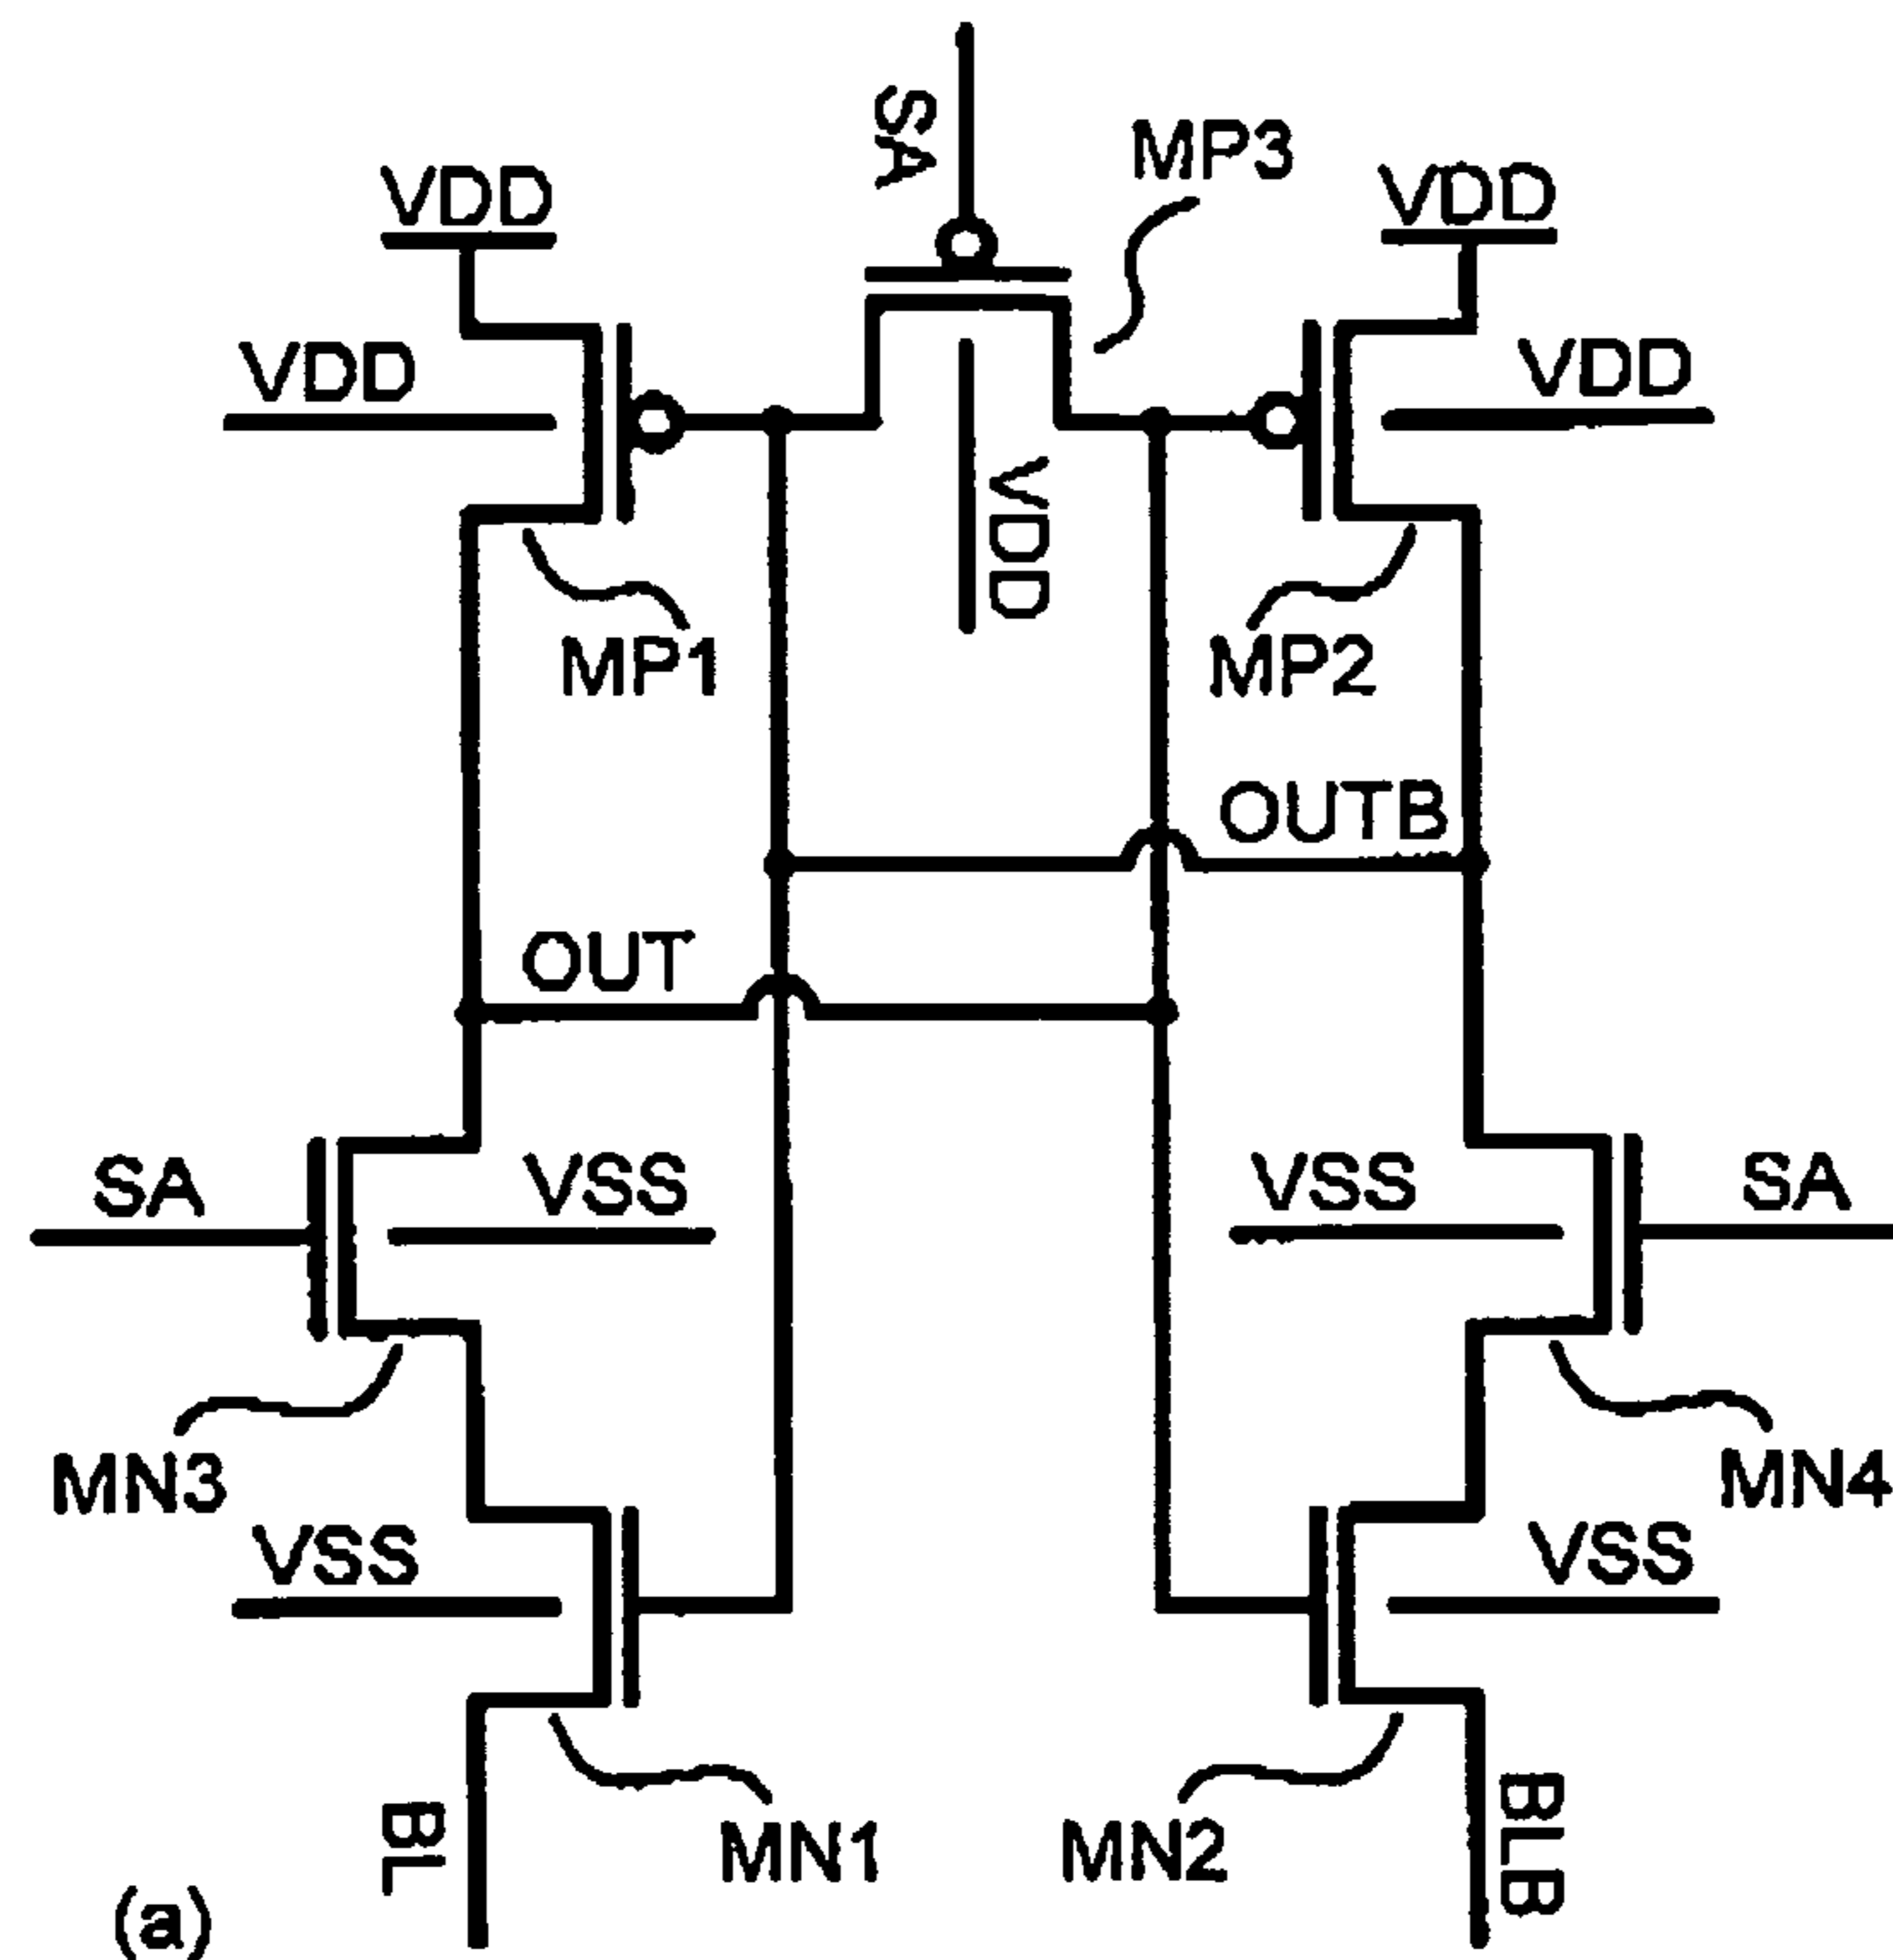 SA
MP3
VDD
VDD
VDD
VDD
VDD
MP1
MP2
OUTB
OUT
SA
VSS
VSS
SA
MN3
MN4
VSS
VSS
MN1
MN2
BL
BLB
(a)